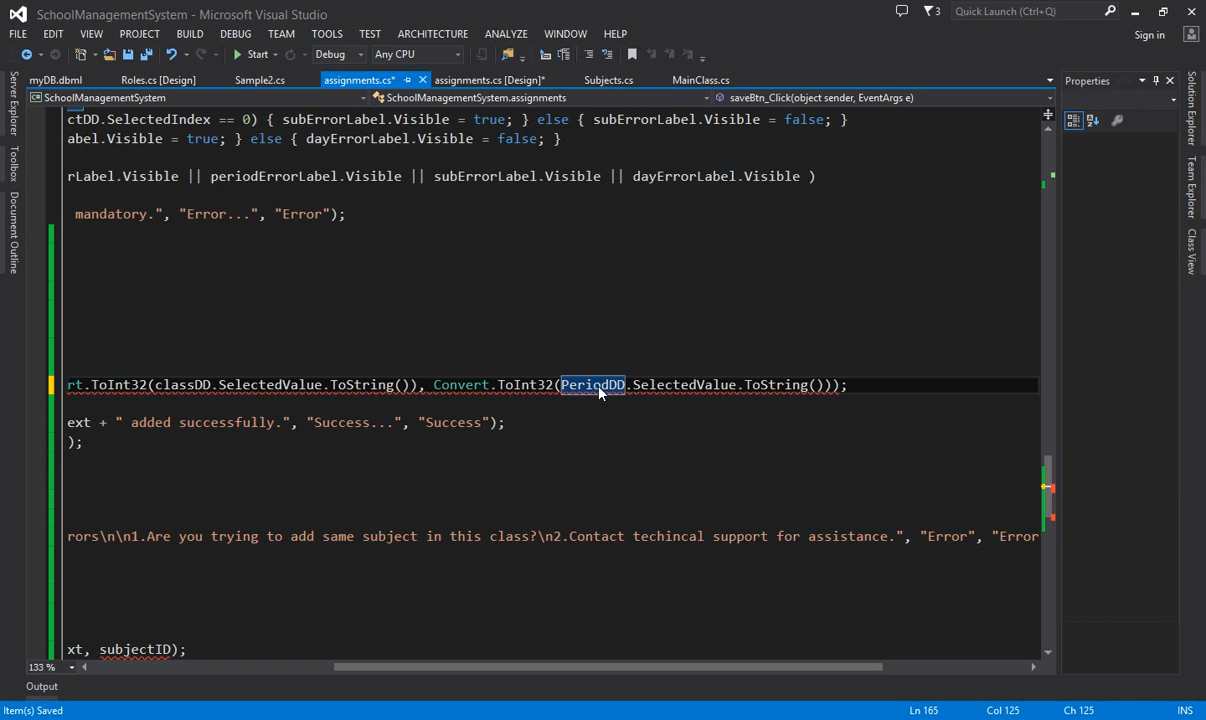 SchoolManagementSystem - Microsoft Visual Studio
3
Quick Launch (Ctrl+Q)
FILE EDIT VIEW PROJECT BUILD DEBUG TEAM TOOLS TEST ARCHITECTURE ANALYZE WINDOW HELP
Sign in
Start Debug Any CPU
myDB.dbml Roles.cs [Design] Sample2.cs assignments.cs* assignments.cs [Design]* Subjects.cs MainClass.cs
Properties
SchoolManagementSystem SchoolManagementSystem.assignments saveBtn_Click(object sender, EventArgs e)
Server Explorer
Toolbox
Document Outline
Solution Explorer
Team Explorer
Class View
ctDD.SelectedIndex == 0) { subErrorLabel.Visible = true; } else { subErrorLabel.Visible = false; }
abel.Visible = true; } else { dayErrorLabel.Visible = false; }
rLabel.Visible || periodErrorLabel.Visible || subErrorLabel.Visible || dayErrorLabel.Visible )
mandatory.", "Error...", "Error");
rt.ToInt32(classDD.SelectedValue.ToString()), Convert.ToInt32(PeriodDD.SelectedValue.ToString()));
ext + " added successfully.", "Success...", "Success");
);
rors\n\n1.Are you trying to add same subject in this class?\n2.Contact techincal support for assistance.", "Error", "Error
xt, subjectID);
133 %
Output
Item(s) Saved Ln 165 Col 125 Ch 125 INS